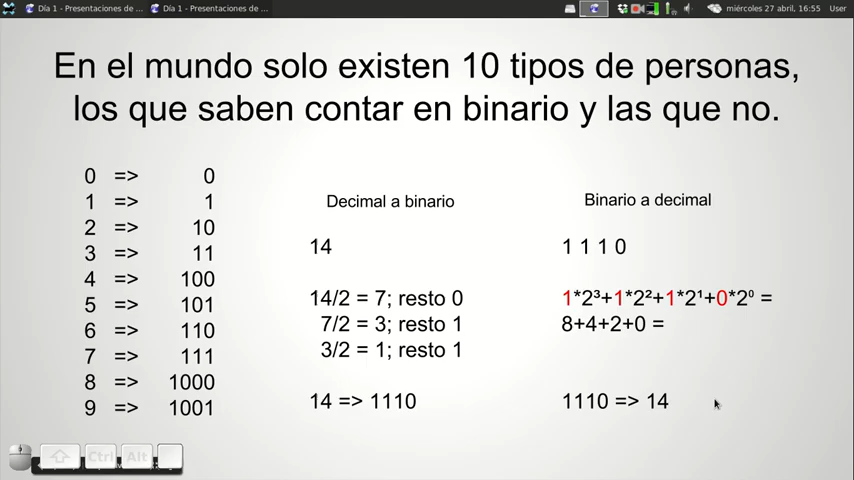 Día 1 - Presentaciones de ...
Día 1 - Presentaciones de ...
miércoles 27 abril, 16:55
User
En el mundo solo existen 10 tipos de personas,
los que saben contar en binario y las que no.
0 => 0
1 => 1
2 => 10
3 => 11
4 => 100
5 => 101
6 => 110
7 => 111
8 => 1000
9 => 1001
Decimal a binario
14
14/2 = 7; resto 0
7/2 = 3; resto 1
3/2 = 1; resto 1
14 => 1110
Binario a decimal
1 1 1 0
1*2³+1*2²+1*2¹+0*2⁰ =
8+4+2+0 =
1110 => 14
Ctrl
Alt